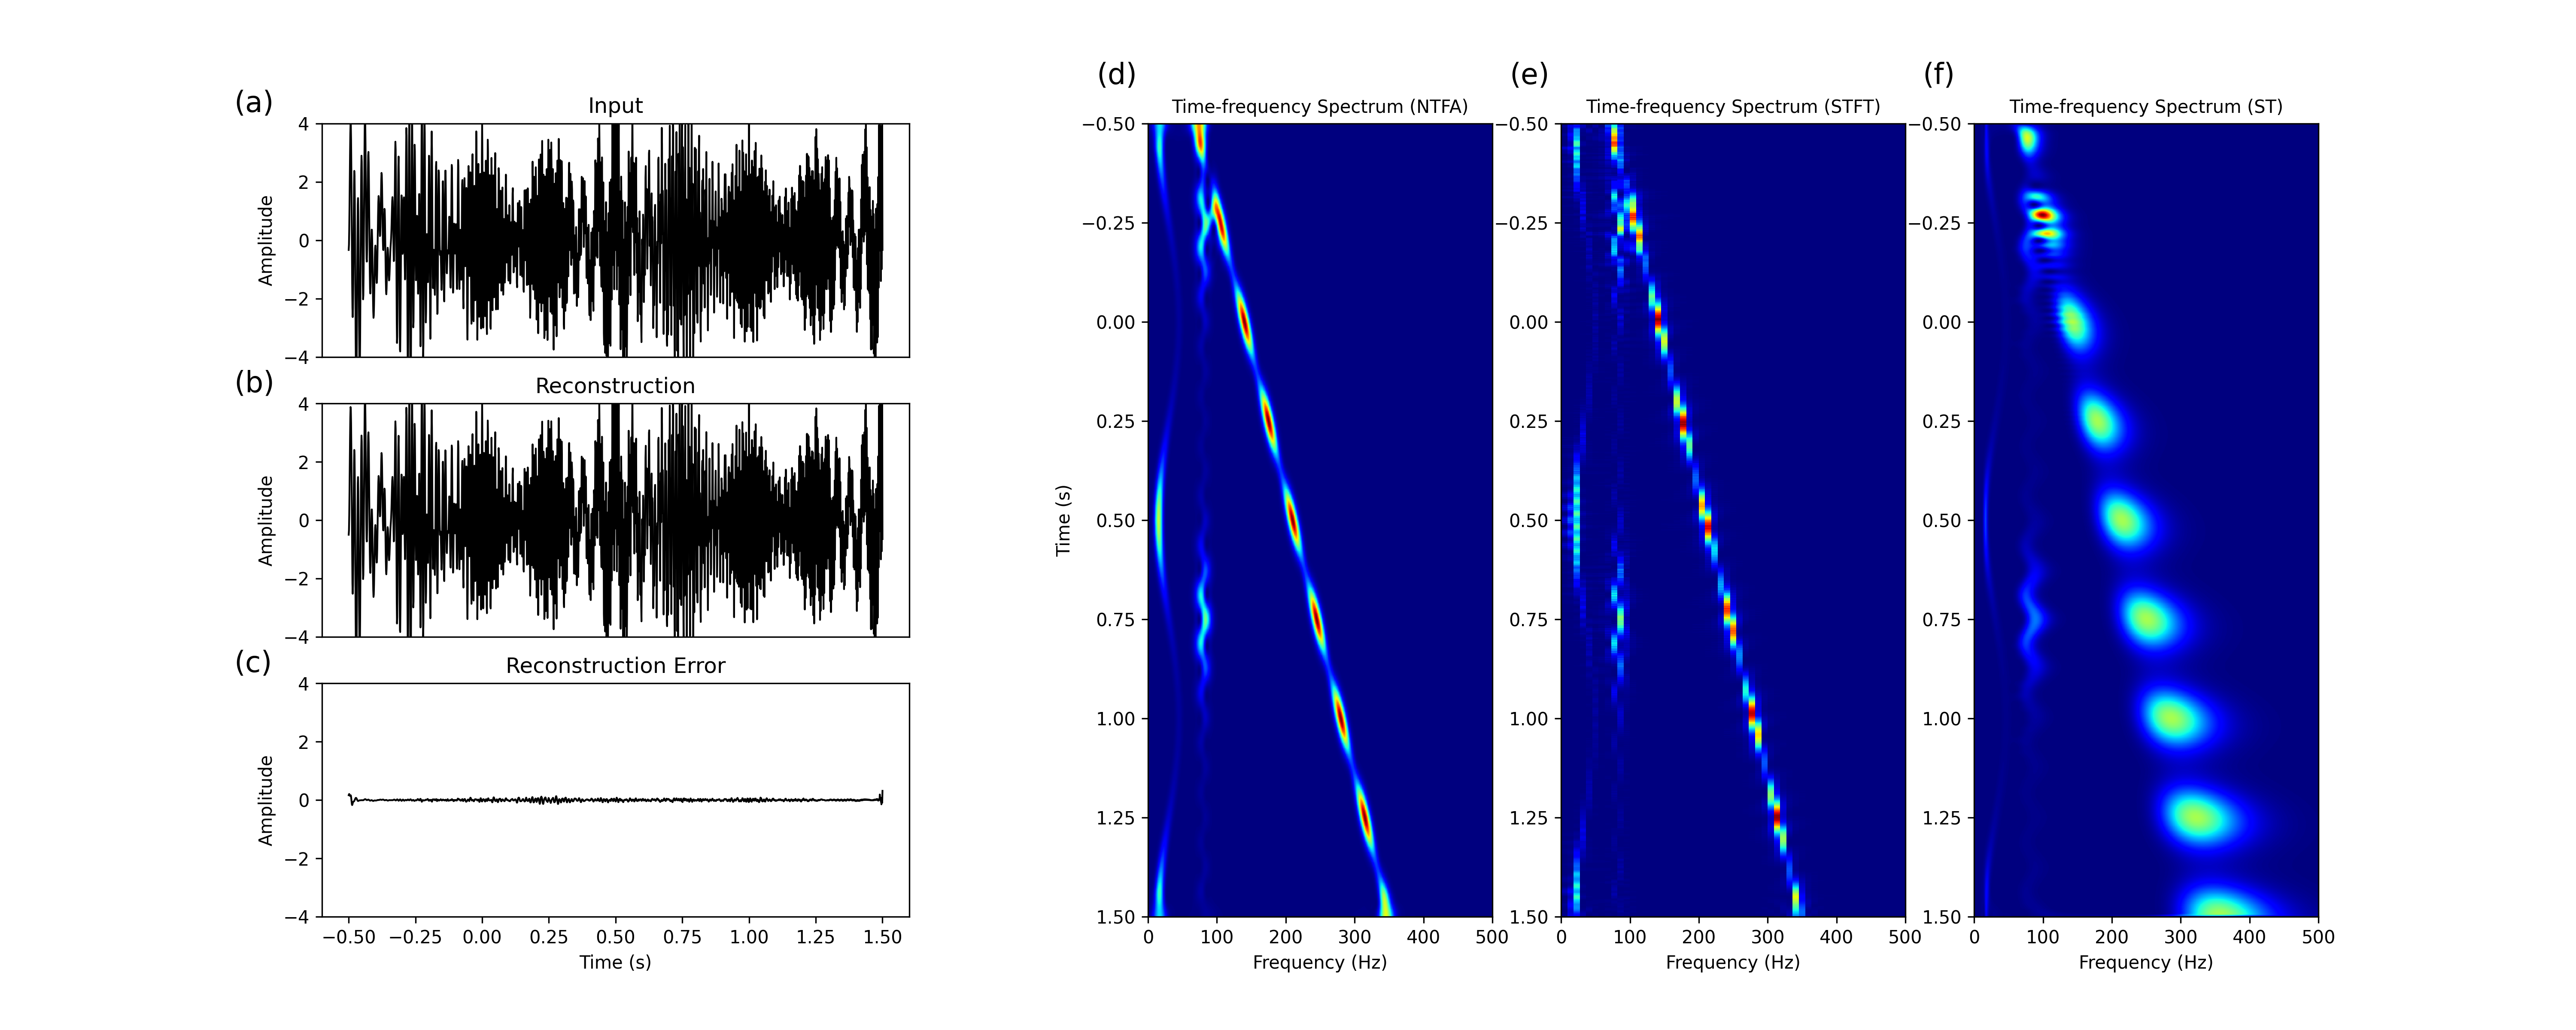 (a)
Input
4
2
0
−2
−4
Amplitude
(b)
Reconstruction
4
2
0
−2
−4
Amplitude
(c)
Reconstruction Error
4
2
0
−2
−4
Amplitude
−0.50 −0.25 0.00 0.25 0.50 0.75 1.00 1.25 1.50
Time (s)
(d)
Time-frequency Spectrum (NTFA)
−0.50
−0.25
0.00
0.25
0.50
0.75
1.00
1.25
1.50
Time (s)
0 100 200 300 400 500
Frequency (Hz)
(e)
Time-frequency Spectrum (STFT)
−0.50
−0.25
0.00
0.25
0.50
0.75
1.00
1.25
1.50
0 100 200 300 400 500
Frequency (Hz)
(f)
Time-frequency Spectrum (ST)
−0.50
−0.25
0.00
0.25
0.50
0.75
1.00
1.25
1.50
0 100 200 300 400 500
Frequency (Hz)